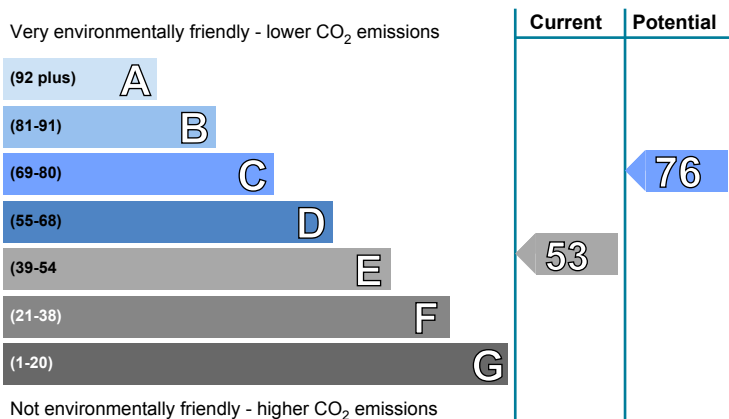 Current Potential
Very environmentally friendly - lower CO2 emissions
(92 plus) A
(81-91) B
(69-80) C 76
(55-68) D
(39-54 E 53
(21-38) F
(1-20) G
Not environmentally friendly - higher CO2 emissions